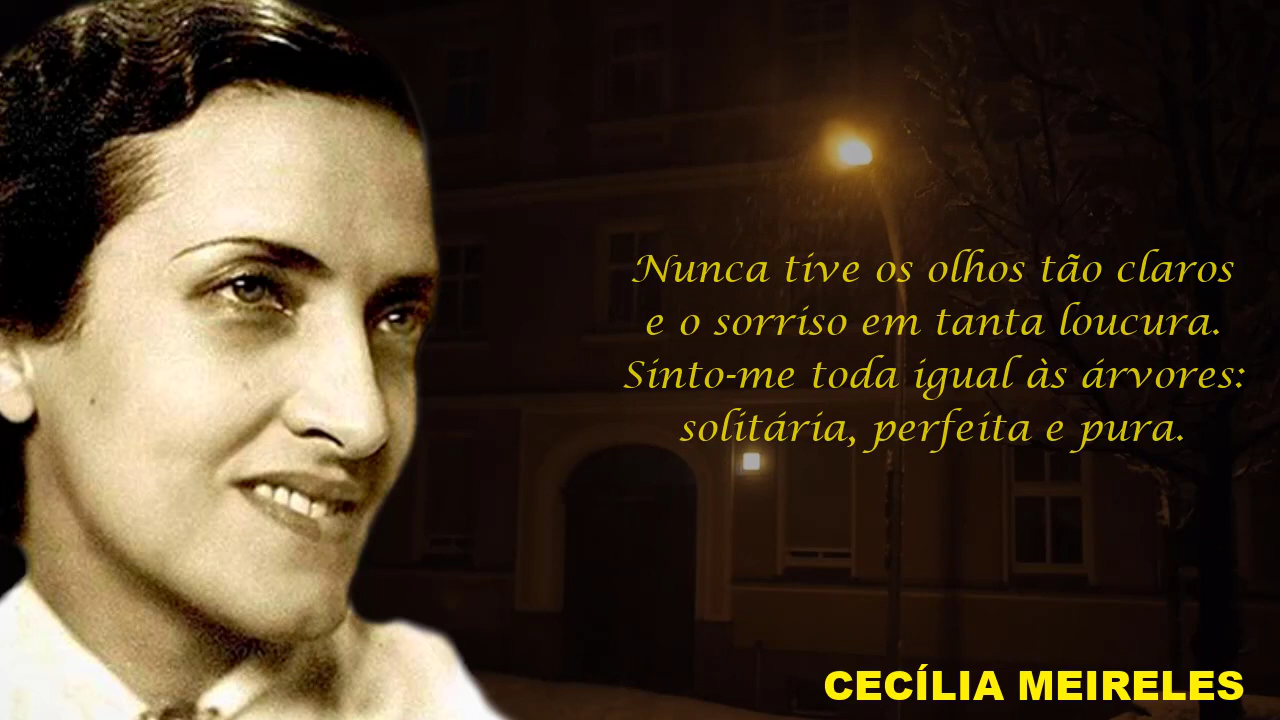 Nunca tive os olhos tão claros
e o sorriso em tanta loucura.
Sinto-me toda igual às árvores:
solitária, perfeita e pura.
CECÍLIA MEIRELES